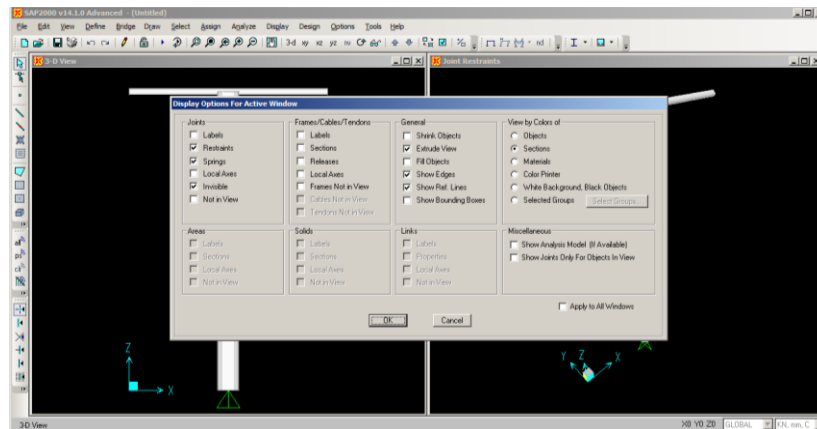 SAP2000 v14.1.0 Advanced - (Untitled)
File Edit View Define Bridge Draw Select Assign Analyze Display Design Options Tools Help
3-d xy xz yz nv
nd
3-D View
Joint Restraints
Display Options For Active Window
Joints
Labels
Restraints
Springs
Local Axes
Invisible
Not in View
Frames/Cables/Tendons
Labels
Sections
Releases
Local Axes
Frames Not in View
Cables Not in View
Tendons Not in View
General
Shrink Objects
Extrude View
Fill Objects
Show Edges
Show Ref. Lines
Show Bounding Boxes
View by Colors of
Objects
Sections
Materials
Color Printer
White Background, Black Objects
Selected Groups
Select Groups...
Areas
Labels
Sections
Local Axes
Not in View
Solids
Labels
Sections
Local Axes
Not in View
Links
Labels
Properties
Local Axes
Not in View
Miscellaneous
Show Analysis Model (If Available)
Show Joints Only For Objects In View
Apply to All Windows
OK
Cancel
Z
X
Y Z X
3-D View
X0 Y0 Z0
GLOBAL
KN, mm, C